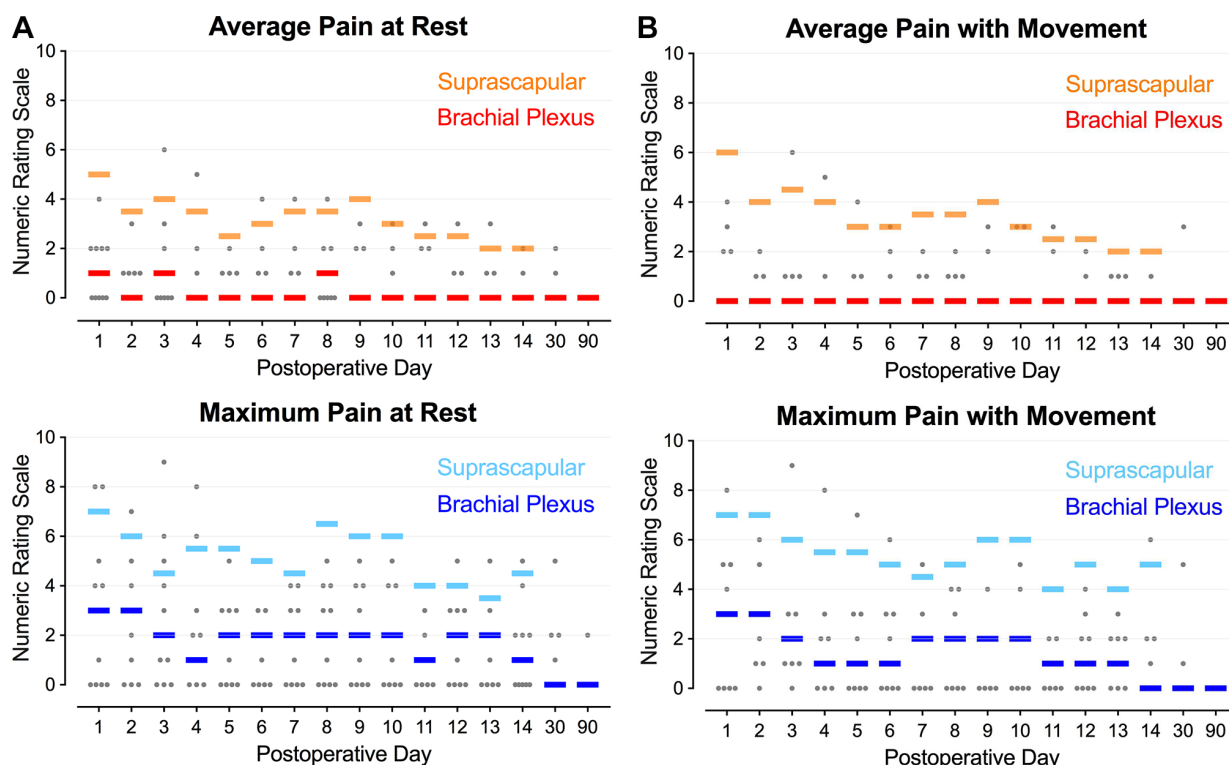 A
Average Pain at Rest
Numeric Rating Scale
10
8
6
4
2
0
Suprascapular
Brachial Plexus
1 2 3 4 5 6 7 8 9 10 11 12 13 14 30 90
Postoperative Day
B
Average Pain with Movement
Numeric Rating Scale
10
8
6
4
2
0
Suprascapular
Brachial Plexus
1 2 3 4 5 6 7 8 9 10 11 12 13 14 30 90
Postoperative Day
Maximum Pain at Rest
Numeric Rating Scale
10
8
6
4
2
0
Suprascapular
Brachial Plexus
1 2 3 4 5 6 7 8 9 10 11 12 13 14 30 90
Postoperative Day
Maximum Pain with Movement
Numeric Rating Scale
10
8
6
4
2
0
Suprascapular
Brachial Plexus
1 2 3 4 5 6 7 8 9 10 11 12 13 14 30 90
Postoperative Day